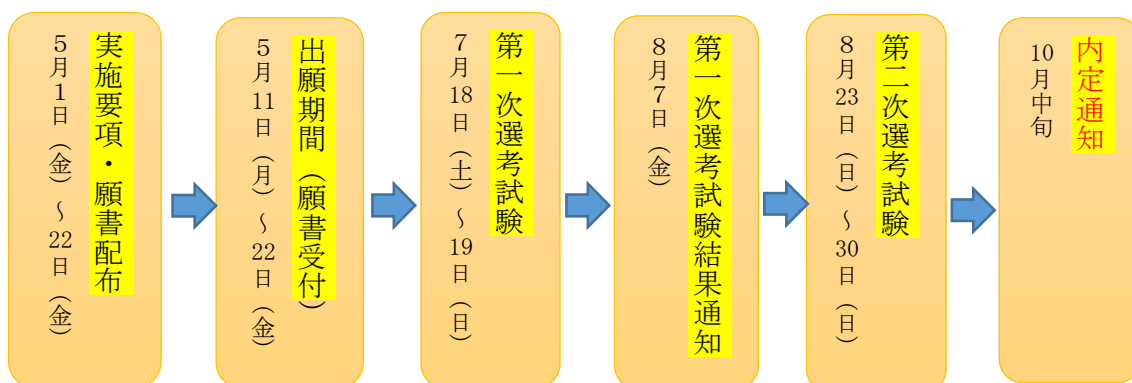 実施要項・願書配布
５月１日（金）～22日（金）
出願期間（願書受付）
５月11日（月）～22日（金）
第一次選考試験
７月18日（土）～19日（日）
第一次選考試験結果通知
８月７日（金）
第二次選考試験
８月23日（日）～30日（日）
内定通知
10月中旬